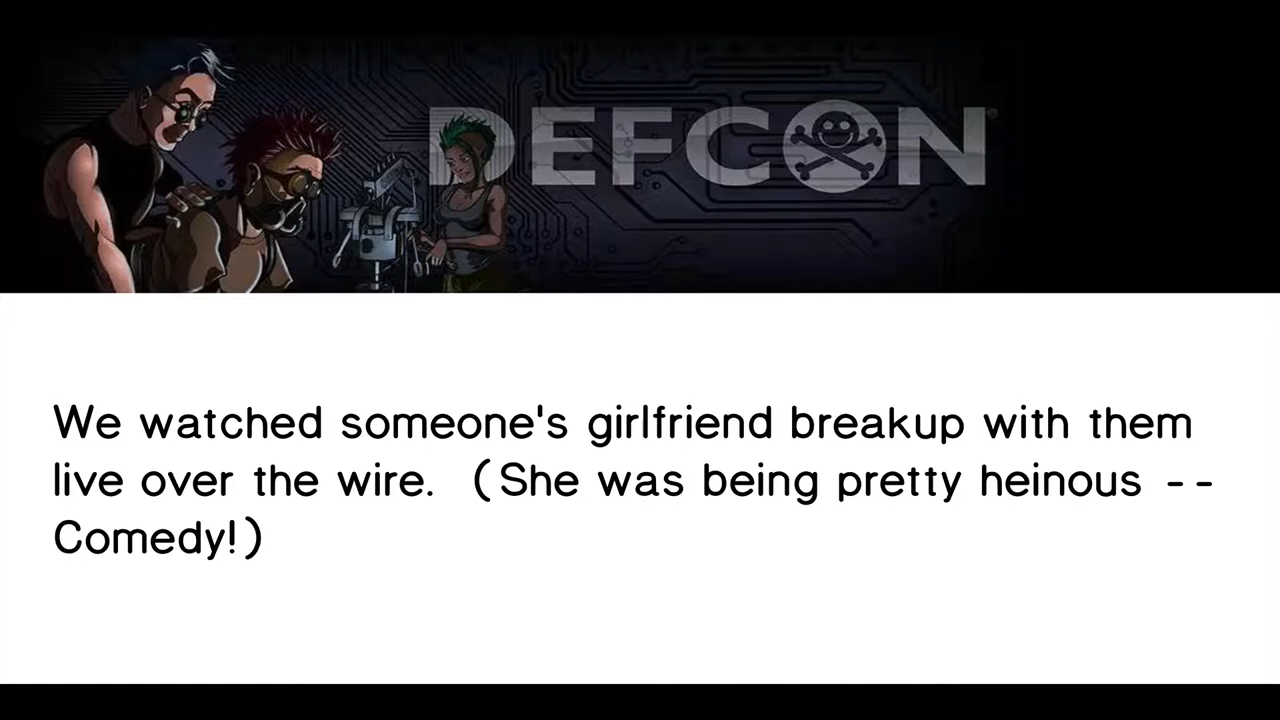 DEFCON
We watched someone's girlfriend breakup with them
live over the wire.  (She was being pretty heinous --
Comedy!)